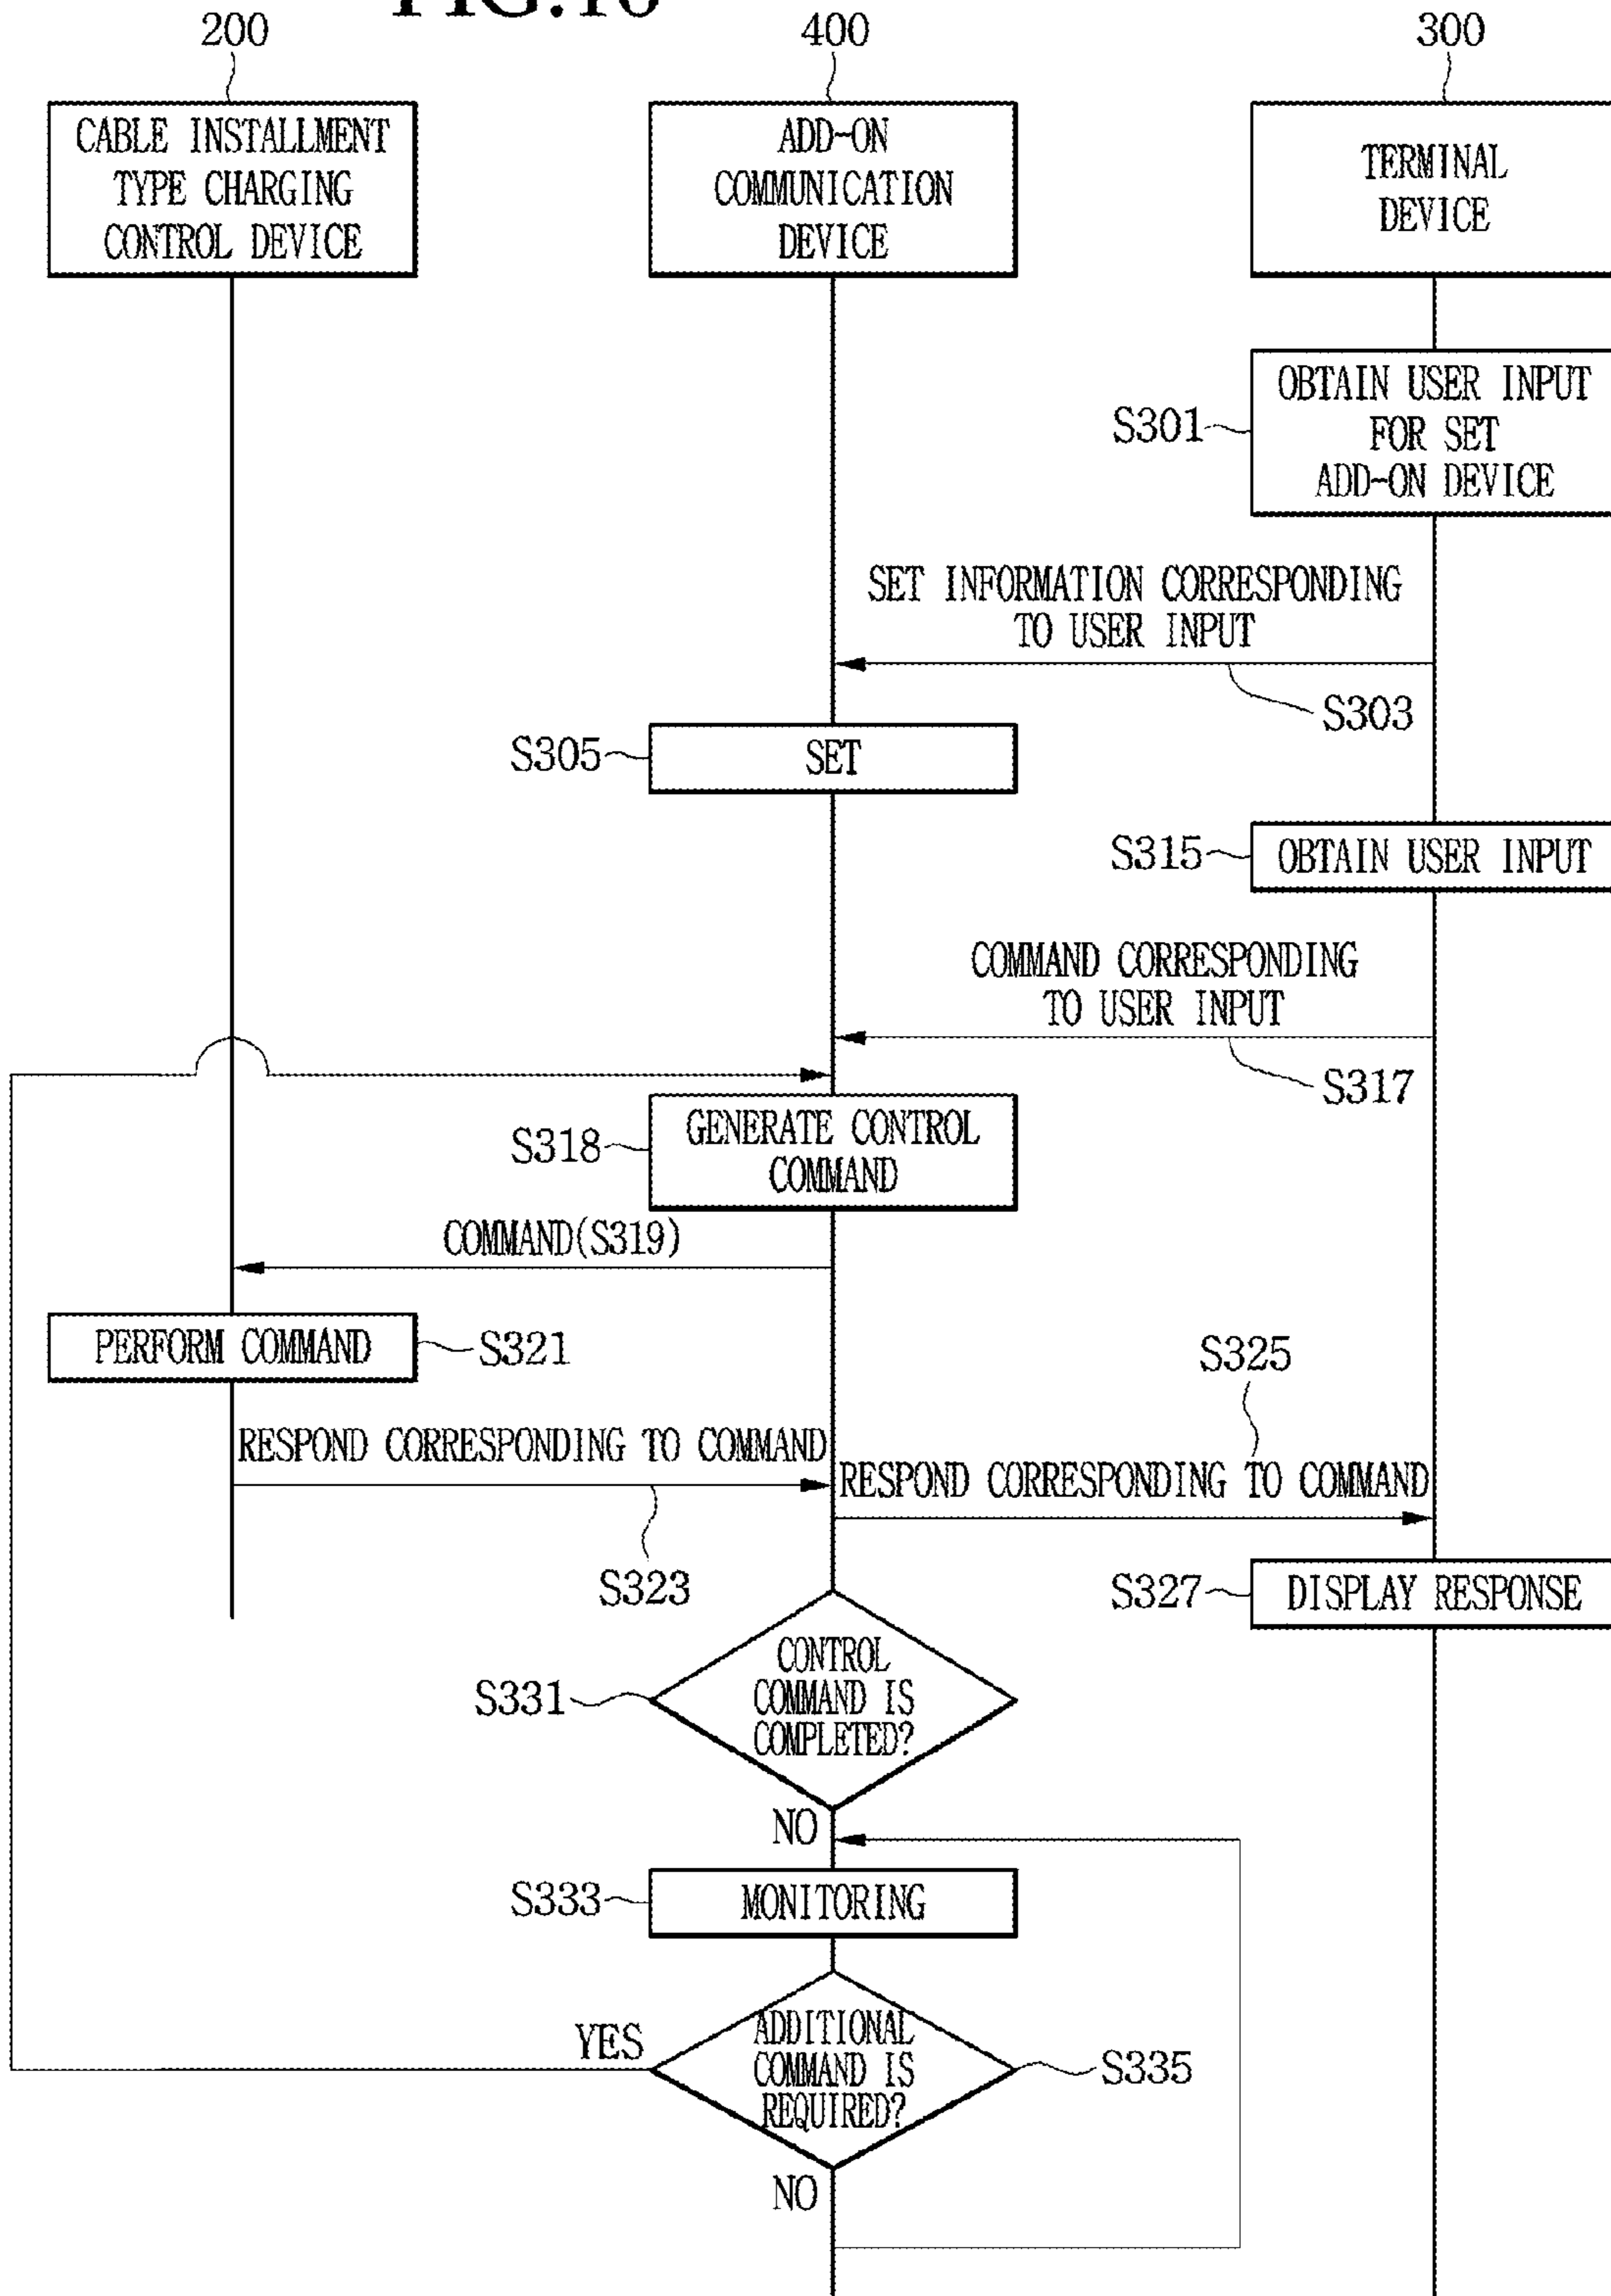 200
400
300
CABLE INSTALLMENT
TYPE CHARGING
CONTROL DEVICE
ADD-ON
COMMUNICATION
DEVICE
TERMINAL
DEVICE
S301
OBTAIN USER INPUT
FOR SET
ADD-ON DEVICE
SET INFORMATION CORRESPONDING
TO USER INPUT
S303
S305
SET
S315
OBTAIN USER INPUT
COMMAND CORRESPONDING
TO USER INPUT
S317
S318
GENERATE CONTROL
COMMAND
COMMAND(S319)
PERFORM COMMAND
S321
S325
RESPOND CORRESPONDING TO COMMAND
RESPOND CORRESPONDING TO COMMAND
S323
S327
DISPLAY RESPONSE
S331
CONTROL
COMMAND IS
COMPLETED?
NO
S333
MONITORING
YES
ADDITIONAL
COMMAND IS
REQUIRED?
S335
NO